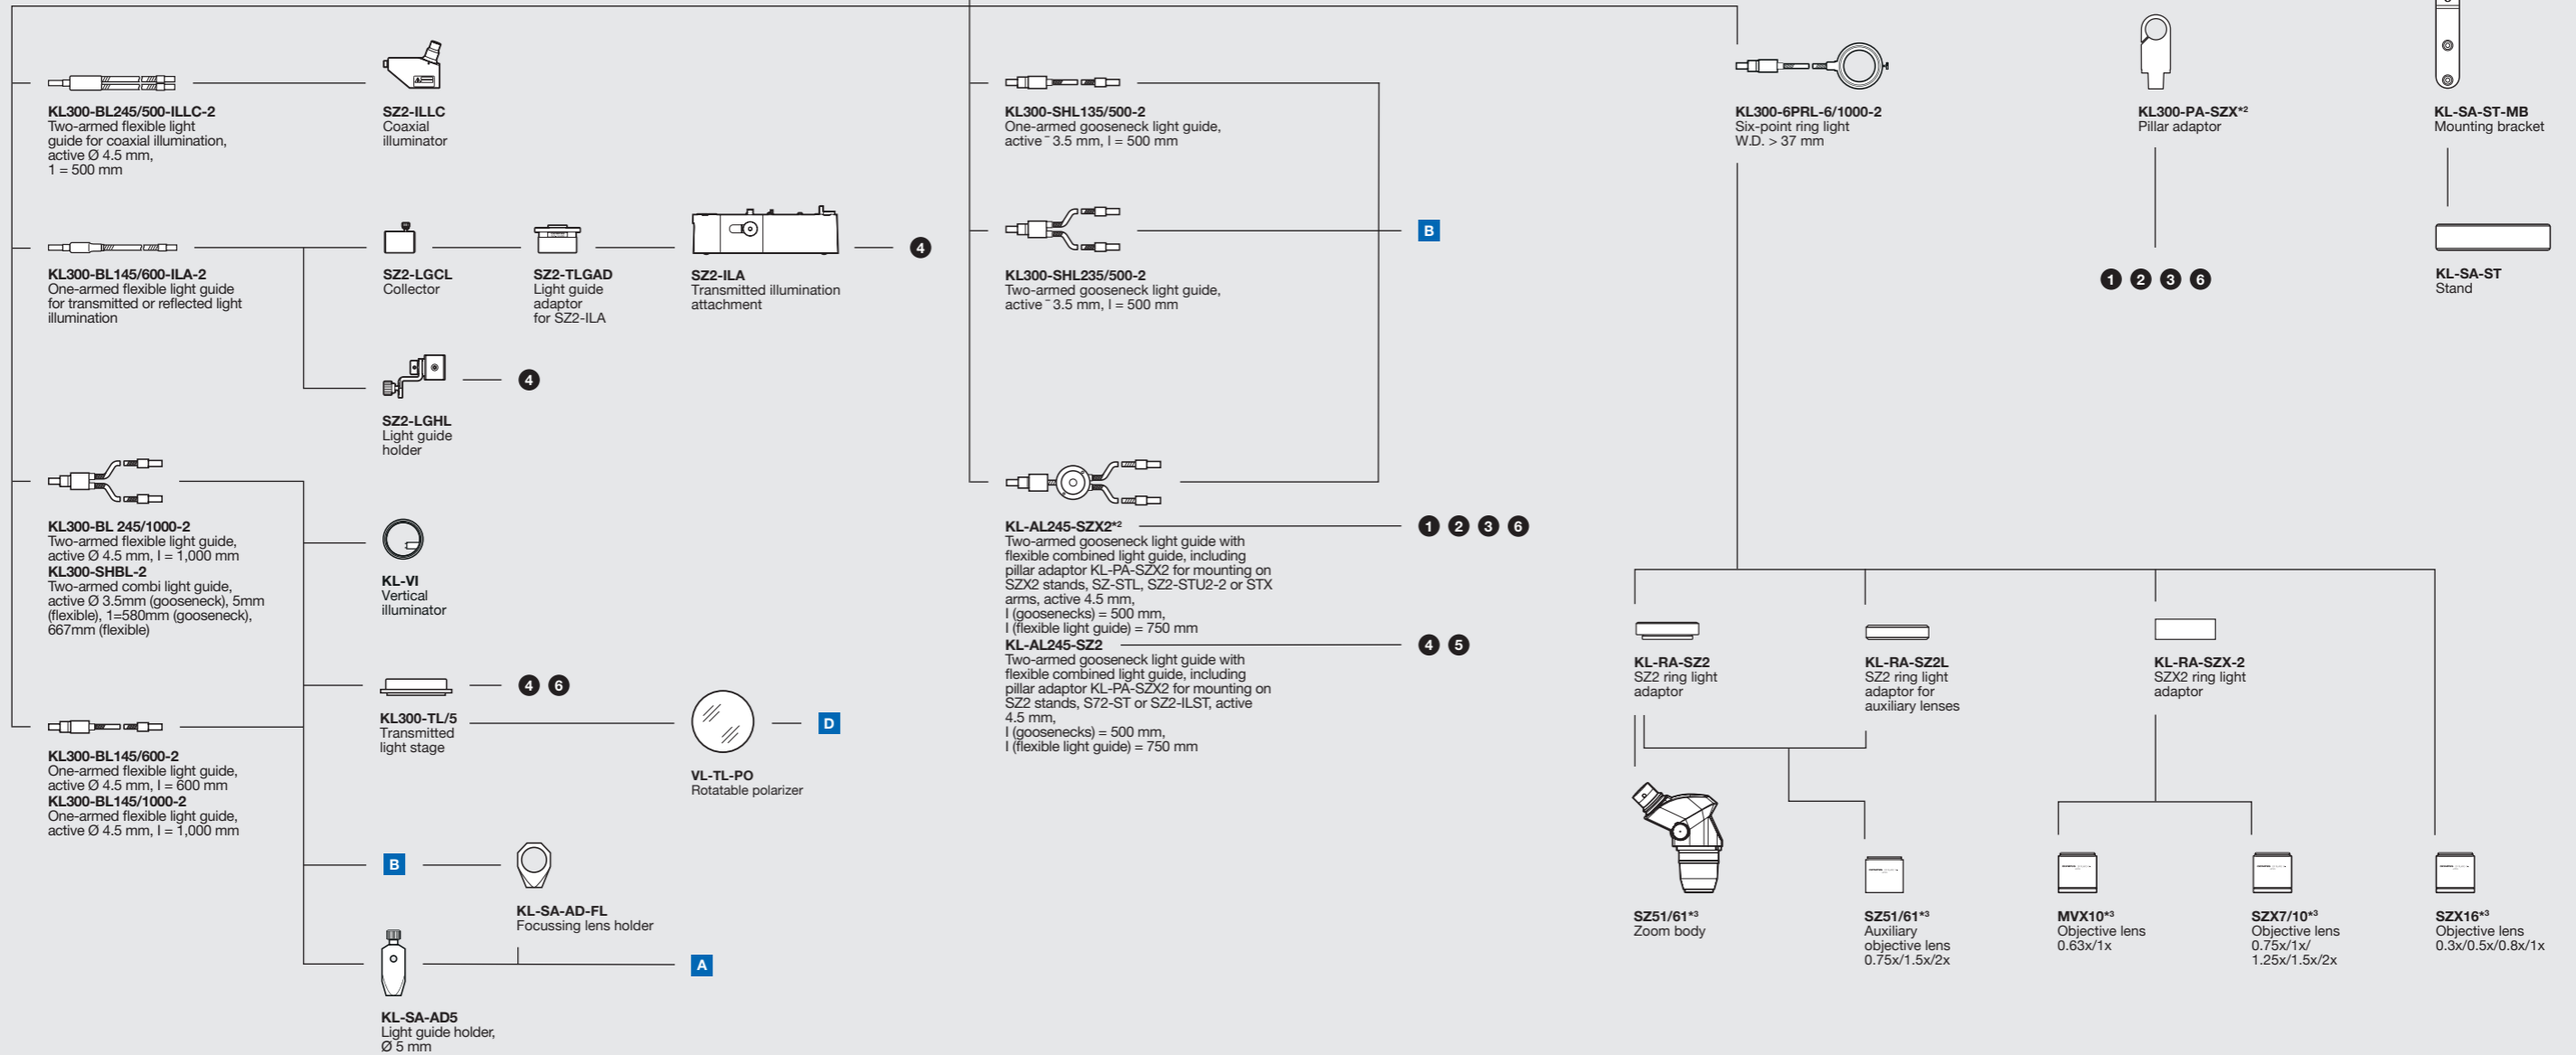 KL300-BL245/500-ILLC-2
Two-armed flexible light
guide for coaxial illumination,
active Ø 4.5 mm,
1 = 500 mm
SZ2-ILLC
Coaxial
illuminator
KL300-BL145/600-ILA-2
One-armed flexible light guide
for transmitted or reflected light
illumination
SZ2-LGCL
Collector
SZ2-TLGAD
Light guide
adaptor
for SZ2-ILA
SZ2-ILA
Transmitted illumination
attachment
4
SZ2-LGHL
Light guide
holder
4
KL300-BL 245/1000-2
Two-armed flexible light guide,
active Ø 4.5 mm, l = 1,000 mm
KL300-SHBL-2
Two-armed combi light guide,
active Ø 3.5mm (gooseneck), 5mm
(flexible), 1=580mm (gooseneck),
667mm (flexible)
KL-VI
Vertical
illuminator
KL300-TL/5
Transmitted
light stage
4 6
VL-TL-PO
Rotatable polarizer
D
KL300-BL145/600-2
One-armed flexible light guide,
active Ø 4.5 mm, l = 600 mm
KL300-BL145/1000-2
One-armed flexible light guide,
active Ø 4.5 mm, l = 1,000 mm
B
KL-SA-AD-FL
Focussing lens holder
A
KL-SA-AD5
Light guide holder,
Ø 5 mm
KL300-SHL135/500-2
One-armed gooseneck light guide,
active ¯ 3.5 mm, l = 500 mm
KL300-SHL235/500-2
Two-armed gooseneck light guide,
active ¯ 3.5 mm, l = 500 mm
B
KL-AL245-SZX2*²
1 2 3 6
Two-armed gooseneck light guide with
flexible combined light guide, including
pillar adaptor KL-PA-SZX2 for mounting on
SZX2 stands, SZ-STL, SZ2-STU2-2 or STX
arms, active 4.5 mm,
l (goosenecks) = 500 mm,
l (flexible light guide) = 750 mm
KL-AL245-SZ2
4 5
Two-armed gooseneck light guide with
flexible combined light guide, including
pillar adaptor KL-PA-SZX2 for mounting on
SZ2 stands, S72-ST or SZ2-ILST, active
4.5 mm,
l (goosenecks) = 500 mm,
l (flexible light guide) = 750 mm
KL300-6PRL-6/1000-2
Six-point ring light
W.D. > 37 mm
KL300-PA-SZX*²
Pillar adaptor
1 2 3 6
KL-SA-ST-MB
Mounting bracket
KL-SA-ST
Stand
KL-RA-SZ2
SZ2 ring light
adaptor
KL-RA-SZ2L
SZ2 ring light
adaptor for
auxiliary lenses
KL-RA-SZX-2
SZX2 ring light
adaptor
SZ51/61*³
Zoom body
SZ51/61*³
Auxiliary
objective lens
0.75x/1.5x/2x
MVX10*³
Objective lens
0.63x/1x
SZX7/10*³
Objective lens
0.75x/1x/
1.25x/1.5x/2x
SZX16*³
Objective lens
0.3x/0.5x/0.8x/1x